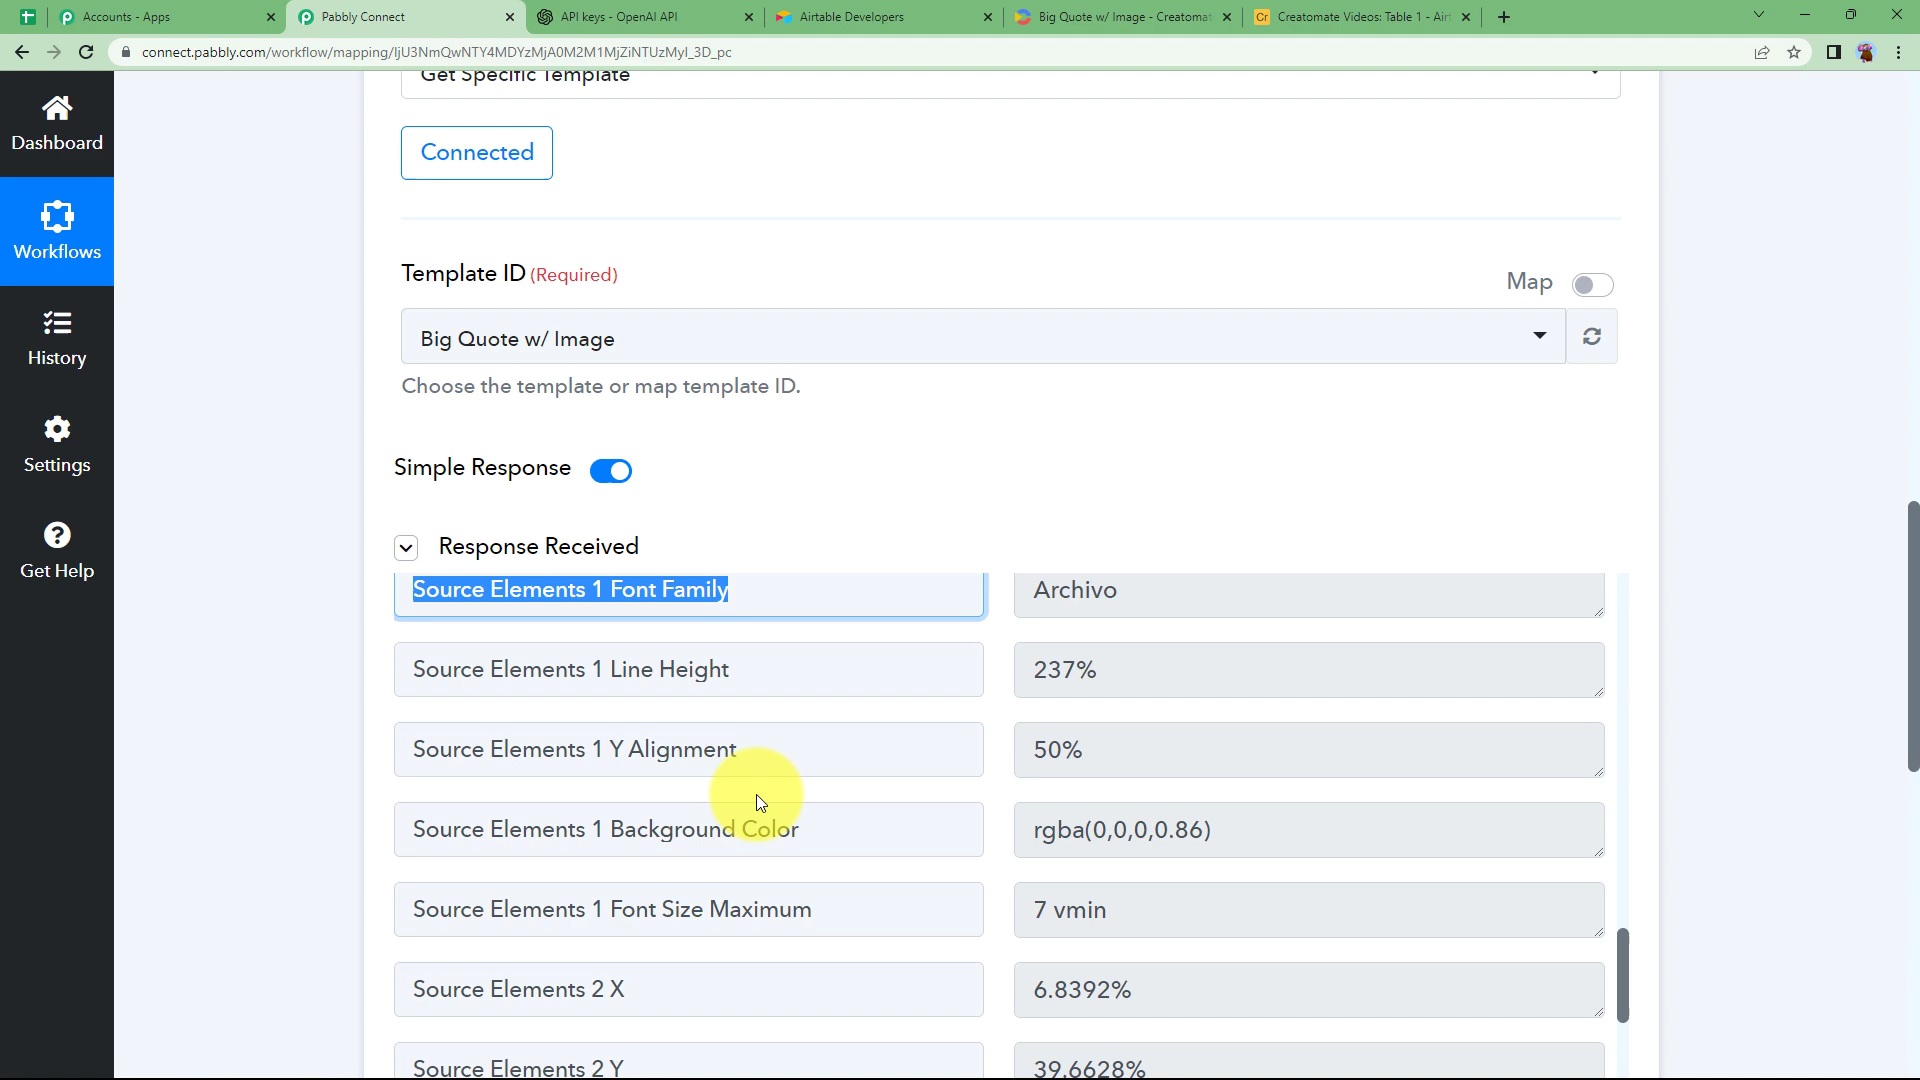 Accounts - Apps
Pabbly Connect
API keys - OpenAI API
Airtable Developers
Big Quote w/ Image - Creatomat
Cr Creatomate Videos: Table 1 - Air
connect.pabbly.com/workflow/mapping/IjU3NmQwNTY4MDYzMjA0M2M1MjZiNTUzMyI_3D_pc
Dashboard
Workflows
History
Settings
Get Help
Get Specific Template
Connected
Template ID (Required)
Map
Big Quote w/ Image
Choose the template or map template ID.
Simple Response
Response Received
Source Elements 1 Font Family
Archivo
Source Elements 1 Line Height
237%
Source Elements 1 Y Alignment
50%
Source Elements 1 Background Color
rgba(0,0,0,0.86)
Source Elements 1 Font Size Maximum
7 vmin
Source Elements 2 X
6.8392%
Source Elements 2 Y
39.6628%